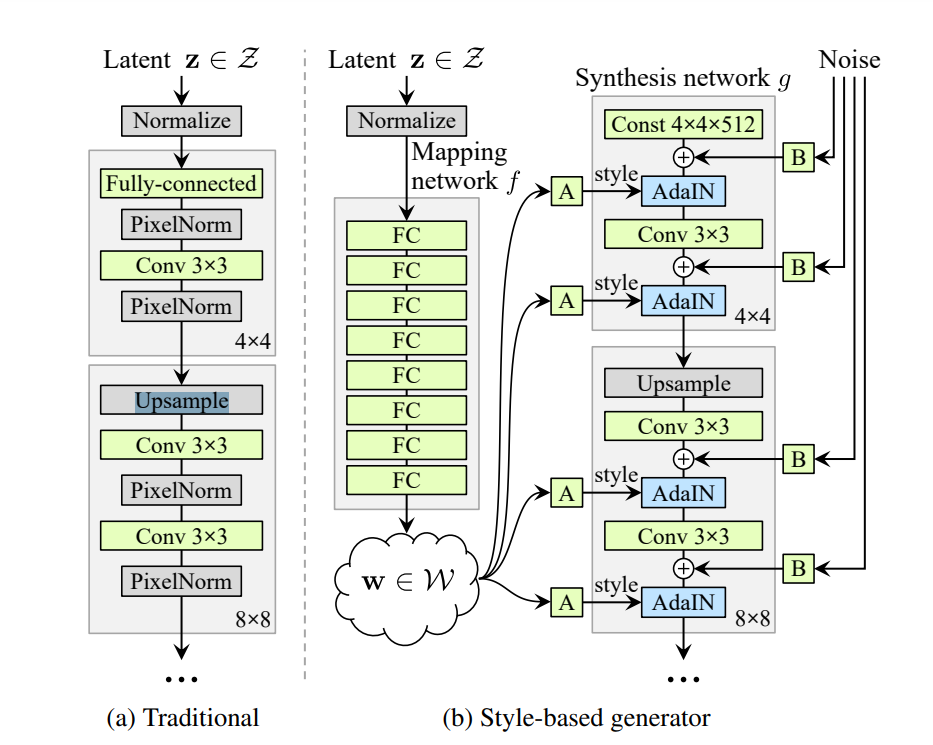 Latent z ∈ 𝒵
Normalize
Fully-connected
PixelNorm
Conv 3×3
PixelNorm
4×4
Upsample
Conv 3×3
PixelNorm
Conv 3×3
PixelNorm
8×8
...
(a) Traditional
Latent z ∈ 𝒵
Normalize
Mapping
network f
FC
FC
FC
FC
FC
FC
FC
FC
w ∈ 𝒲
Synthesis network g
Noise
Const 4×4×512
+
B
A
style
AdaIN
Conv 3×3
+
B
A
style
AdaIN
4×4
Upsample
Conv 3×3
+
B
A
style
AdaIN
Conv 3×3
+
B
A
style
AdaIN
8×8
...
(b) Style-based generator